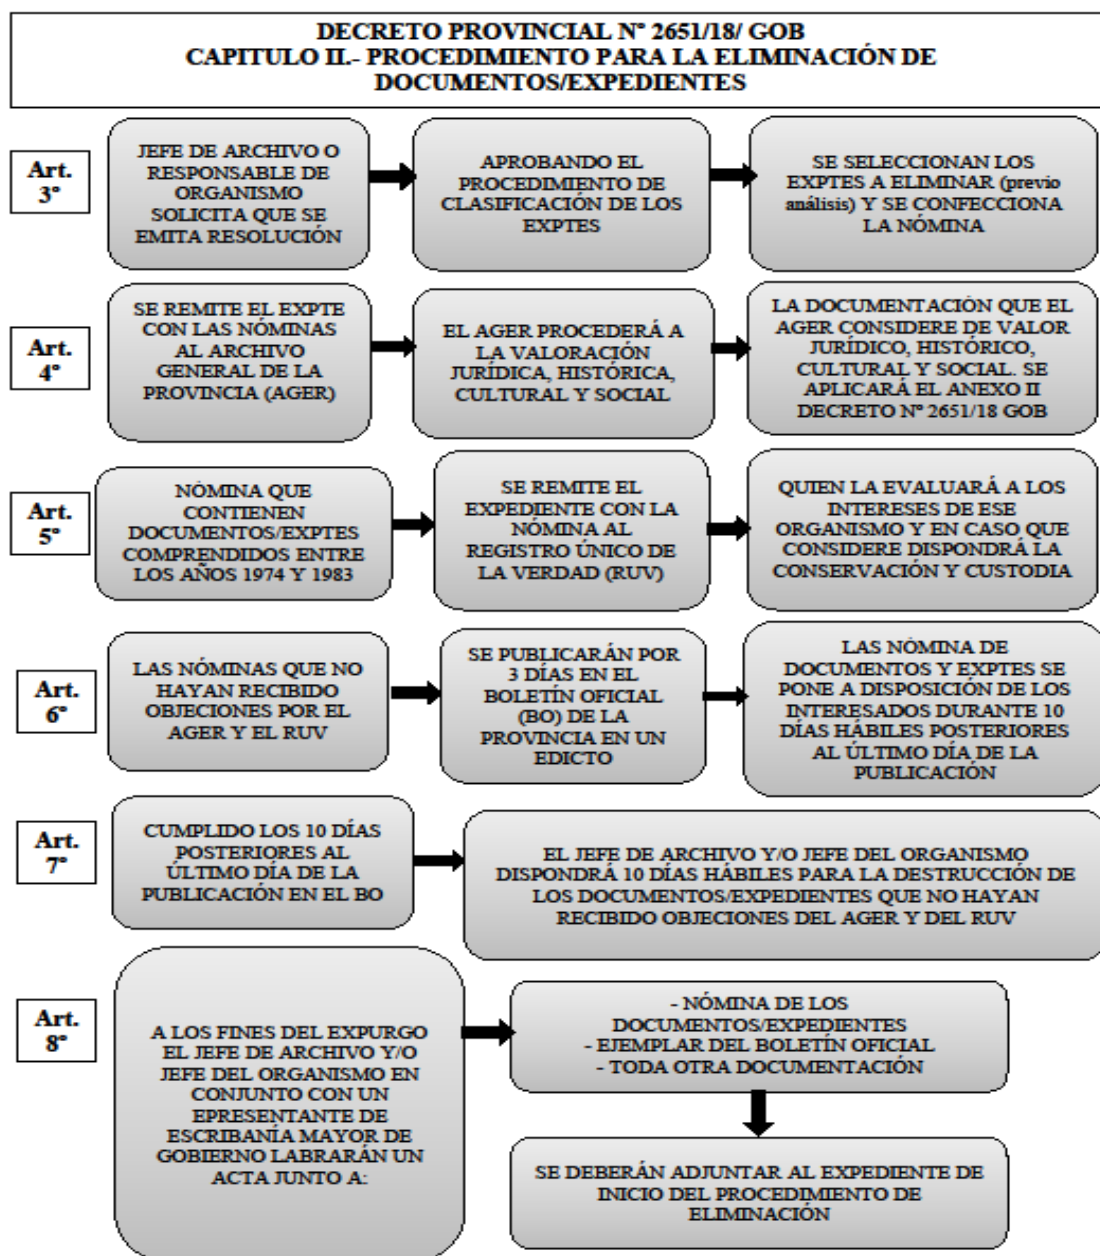 DECRETO PROVINCIAL Nº 2651/18/ GOB
CAPITULO II.- PROCEDIMIENTO PARA LA ELIMINACIÓN DE
DOCUMENTOS/EXPEDIENTES
Art.
3º
JEFE DE ARCHIVO O
RESPONSABLE DE
ORGANISMO
SOLICITA QUE SE
EMITA RESOLUCIÓN
APROBANDO EL
PROCEDIMIENTO DE
CLASIFICACIÓN DE LOS
EXPTES
SE SELECCIONAN LOS
EXPTES A ELIMINAR (previo
análisis) Y SE CONFECCIONA
LA NÓMINA
Art.
4º
SE REMITE EL EXPTE
CON LAS NÓMINAS
AL ARCHIVO
GENERAL DE LA
PROVINCIA (AGER)
EL AGER PROCEDERÁ A
LA VALORACIÓN
JURÍDICA, HISTÓRICA,
CULTURAL Y SOCIAL
LA DOCUMENTACIÓN QUE EL
AGER CONSIDERE DE VALOR
JURÍDICO, HISTÓRICO,
CULTURAL Y SOCIAL. SE
APLICARÁ EL ANEXO II
DECRETO Nº 2651/18 GOB
Art.
5º
NÓMINA QUE
CONTIENEN
DOCUMENTOS/EXPTES
COMPRENDIDOS ENTRE
LOS AÑOS 1974 Y 1983
SE REMITE EL
EXPEDIENTE CON LA
NÓMINA AL
REGISTRO ÚNICO DE
LA VERDAD (RUV)
QUIEN LA EVALUARÁ A LOS
INTERESES DE ESE
ORGANISMO Y EN CASO QUE
CONSIDERE DISPONDRÁ LA
CONSERVACIÓN Y CUSTODIA
Art.
6º
LAS NÓMINAS QUE NO
HAYAN RECIBIDO
OBJECIONES POR EL
AGER Y EL RUV
SE PUBLICARÁN POR
3 DÍAS EN EL
BOLETÍN OFICIAL
(BO) DE LA
PROVINCIA EN UN
EDICTO
LAS NÓMINA DE
DOCUMENTOS Y EXPTES SE
PONE A DISPOSICIÓN DE LOS
INTERESADOS DURANTE 10
DÍAS HÁBILES POSTERIORES
AL ÚLTIMO DÍA DE LA
PUBLICACIÓN
Art.
7º
CUMPLIDO LOS 10 DÍAS
POSTERIORES AL
ÚLTIMO DÍA DE LA
PUBLICACIÓN EN EL BO
EL JEFE DE ARCHIVO Y/O JEFE DEL ORGANISMO
DISPONDRÁ 10 DÍAS HÁBILES PARA LA DESTRUCCIÓN DE
LOS DOCUMENTOS/EXPEDIENTES QUE NO HAYAN
RECIBIDO OBJECIONES DEL AGER Y DEL RUV
Art.
8º
A LOS FINES DEL EXPURGO
EL JEFE DE ARCHIVO Y/O
JEFE DEL ORGANISMO EN
CONJUNTO CON UN
EPRESENTANTE DE
ESCRIBANÍA MAYOR DE
GOBIERNO LABRARÁN UN
ACTA JUNTO A:
- NÓMINA DE LOS
DOCUMENTOS/EXPEDIENTES
- EJEMPLAR DEL BOLETÍN OFICIAL
- TODA OTRA DOCUMENTACIÓN
SE DEBERÁN ADJUNTAR AL EXPEDIENTE DE
INICIO DEL PROCEDIMIENTO DE
ELIMINACIÓN